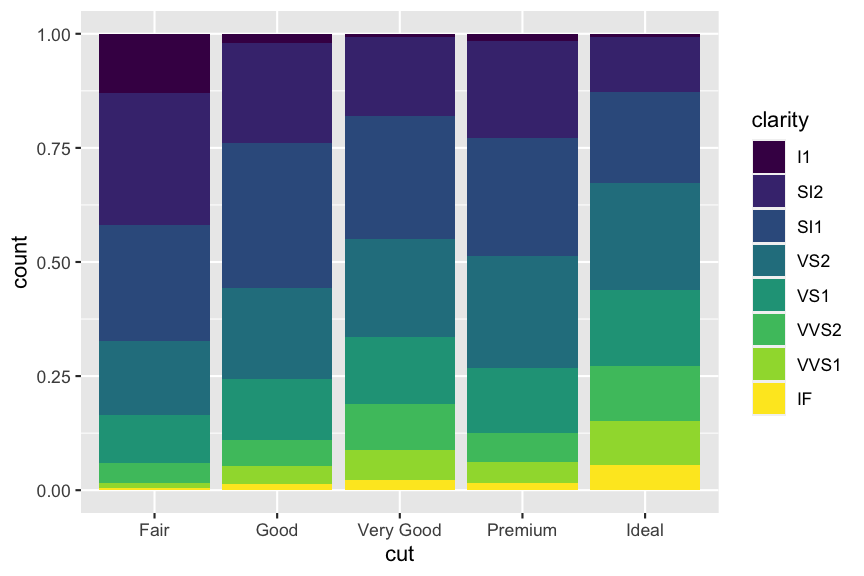 1.00
0.75
0.50
0.25
0.00
count
Fair
Good
Very Good
Premium
Ideal
cut
clarity
I1
SI2
SI1
VS2
VS1
VVS2
VVS1
IF